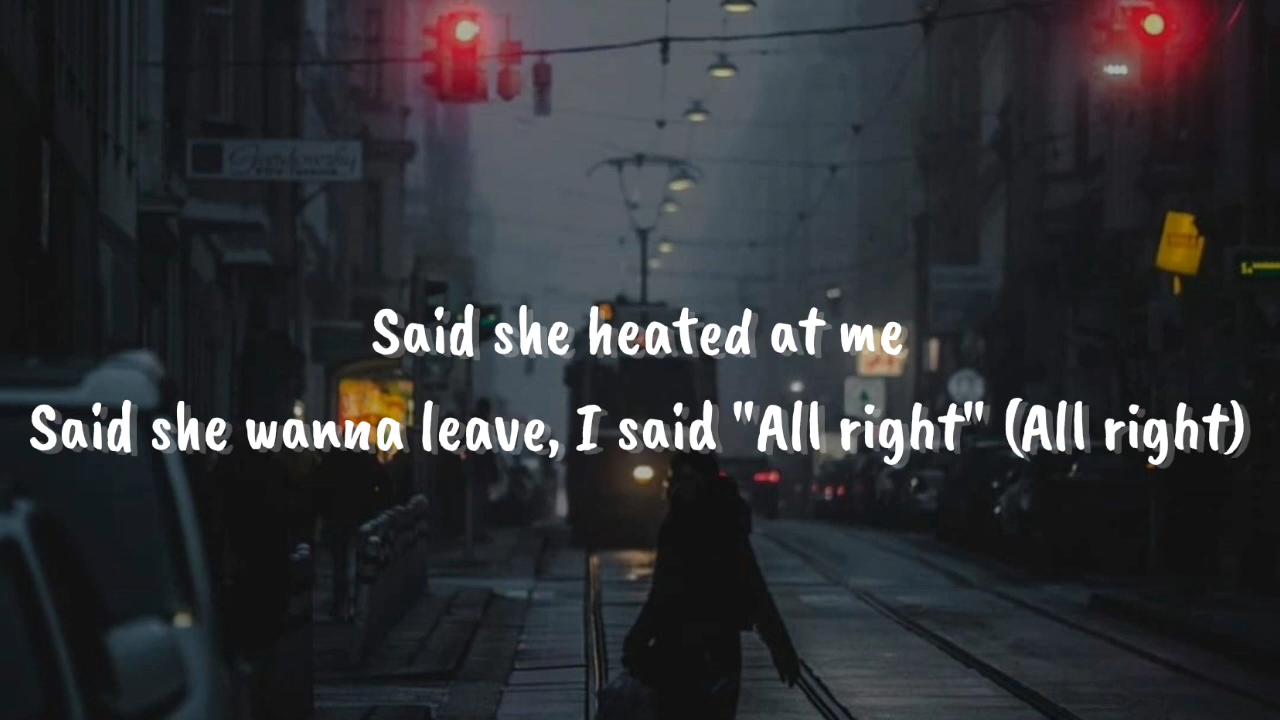 Said she heated at me
Said she wanna leave, I said "All right" (All right)